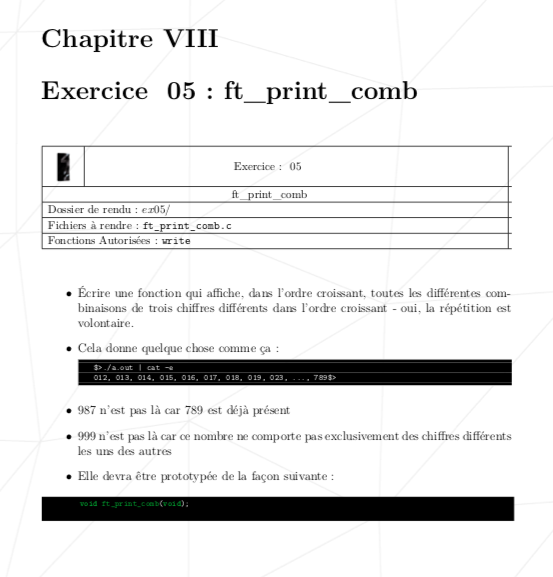 Chapitre VIII
Exercice 05 : ft_print_comb
Exercice : 05
ft_print_comb
Dossier de rendu : ex05/
Fichiers à rendre : ft_print_comb.c
Fonctions Autorisées : write
• Écrire une fonction qui affiche, dans l'ordre croissant, toutes les différentes com-
binaisons de trois chiffres différents dans l'ordre croissant - oui, la répétition est
volontaire.
• Cela donne quelque chose comme ça :
$>./a.out | cat -e
012, 013, 014, 015, 016, 017, 018, 019, 023, ..., 789$>
• 987 n'est pas là car 789 est déjà présent
• 999 n'est pas là car ce nombre ne comporte pas exclusivement des chiffres différents
les uns des autres
• Elle devra être prototypée de la façon suivante :
void ft_print_comb(void);